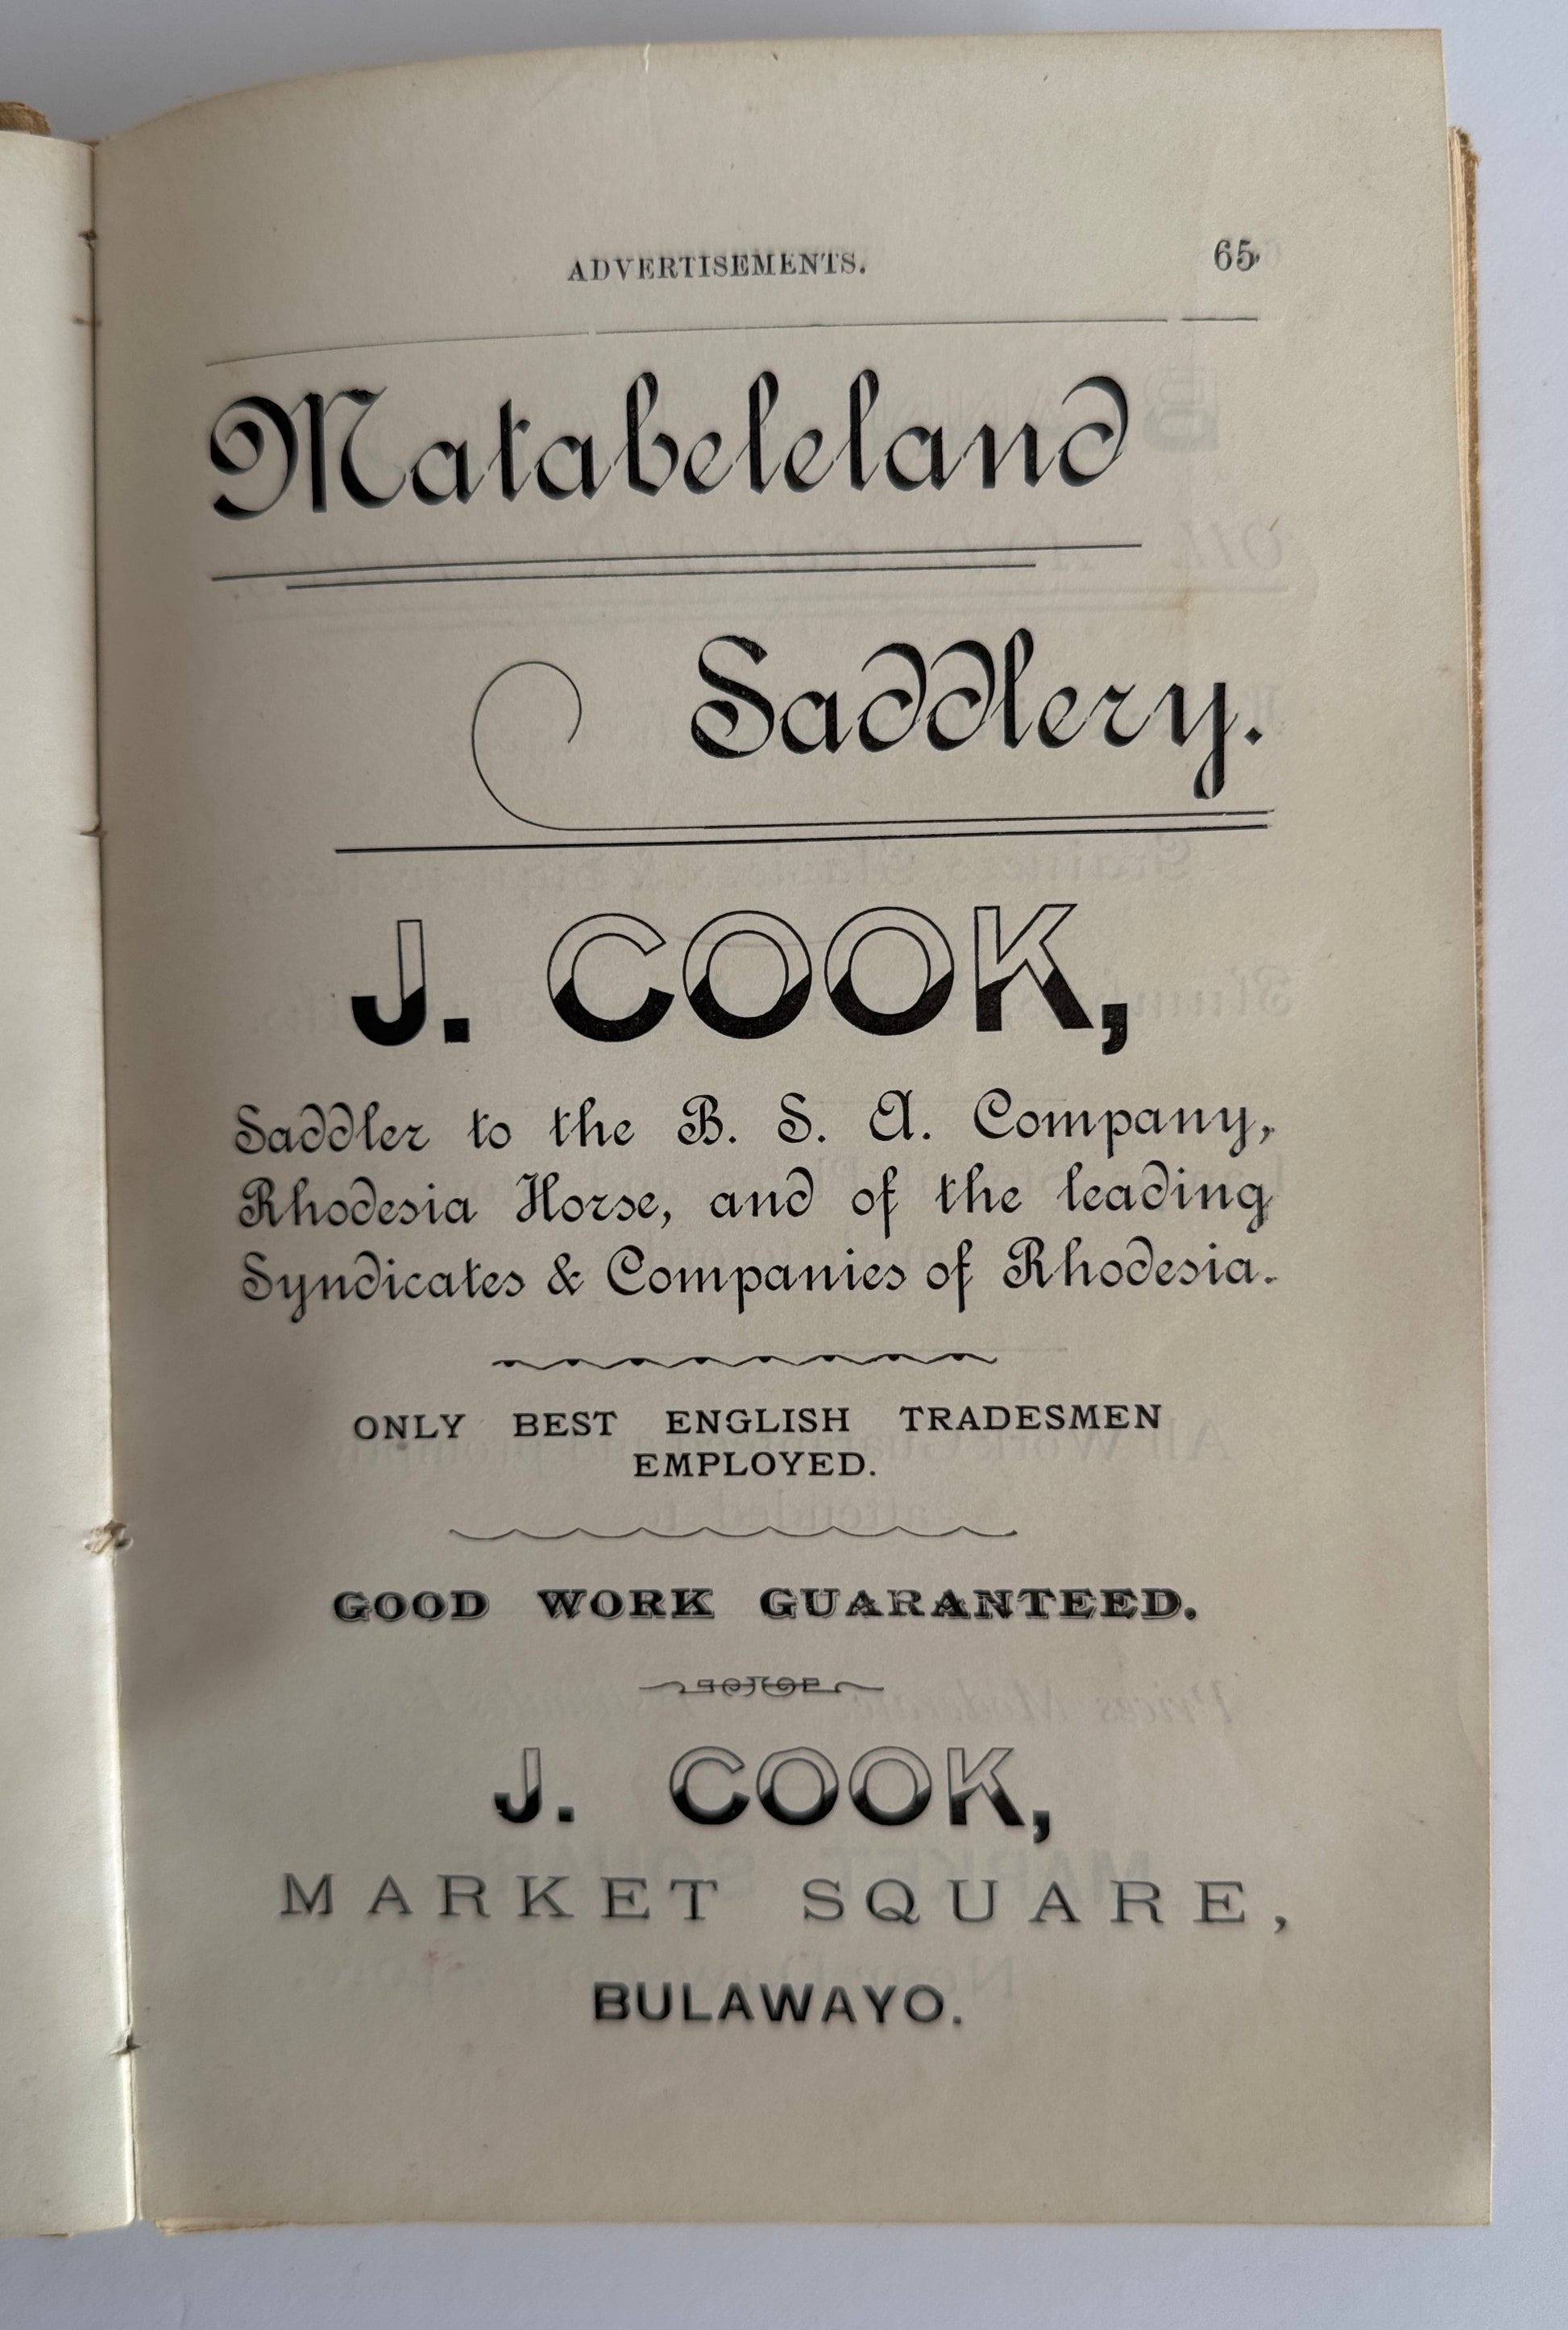 ADVERTISEMENTS. 65
Matabeleland
Saddlery.
J. COOK,
Saddler to the B. S. A. Company,
Rhodesia Horse, and of the leading
Syndicates & Companies of Rhodesia.
ONLY BEST ENGLISH TRADESMEN
EMPLOYED.
GOOD WORK GUARANTEED.
J. COOK,
MARKET SQUARE,
BULAWAYO.